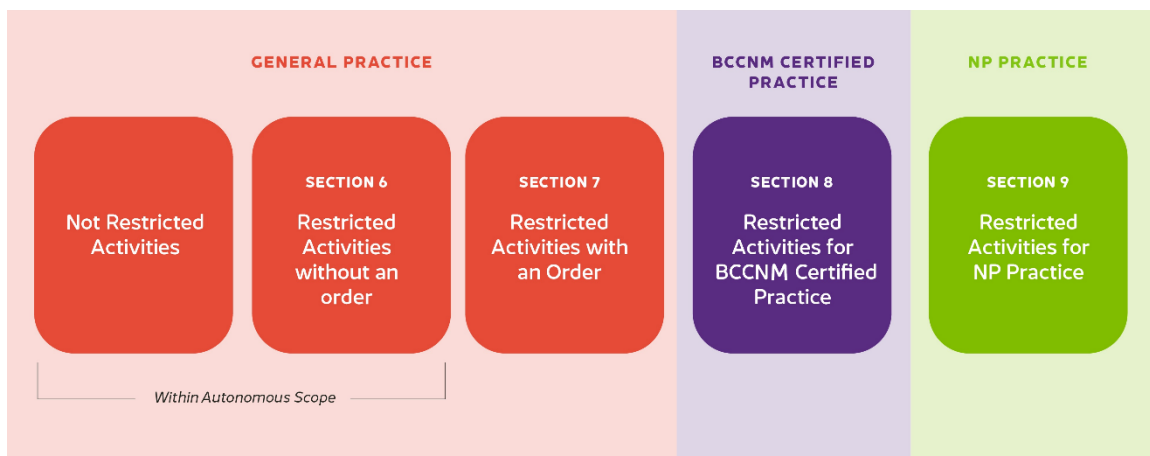 GENERAL PRACTICE
BCCNM CERTIFIED
PRACTICE
NP PRACTICE
Not Restricted
Activities
SECTION 6
Restricted
Activities
without an
order
SECTION 7
Restricted
Activities with
an Order
SECTION 8
Restricted
Activities for
BCCNM Certified
Practice
SECTION 9
Restricted
Activities for
NP Practice
Within Autonomous Scope